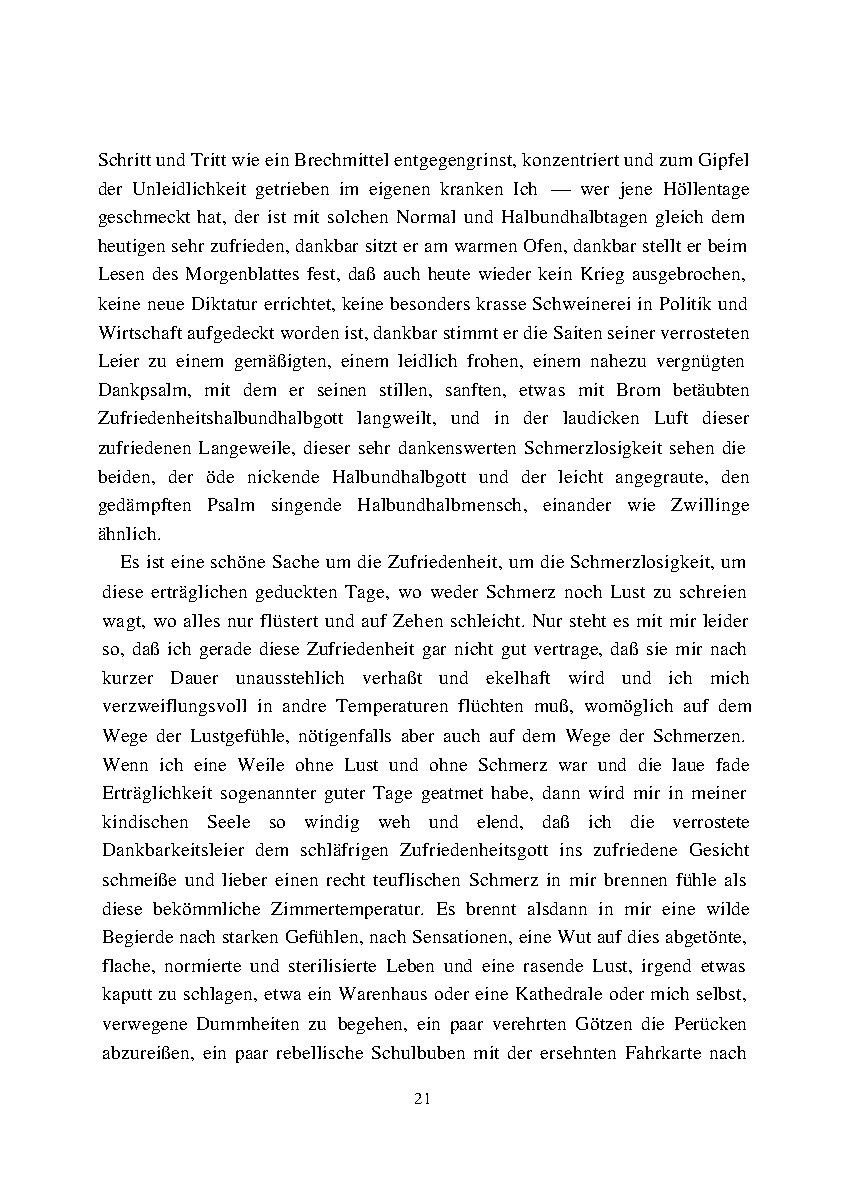 Schritt und Tritt wie ein Brechmittel entgegengrinst, konzentriert und zum Gipfel
der Unleidlichkeit getrieben im eigenen kranken Ich — wer jene Höllentage
geschmeckt hat, der ist mit solchen Normal und Halbundhalbtagen gleich dem
heutigen sehr zufrieden, dankbar sitzt er am warmen Ofen, dankbar stellt er beim
Lesen des Morgenblattes fest, daß auch heute wieder kein Krieg ausgebrochen,
keine neue Diktatur errichtet, keine besonders krasse Schweinerei in Politik und
Wirtschaft aufgedeckt worden ist, dankbar stimmt er die Saiten seiner verrosteten
Leier zu einem gemäßigten, einem leidlich frohen, einem nahezu vergnügten
Dankpsalm, mit dem er seinen stillen, sanften, etwas mit Brom betäubten
Zufriedenheitshalbundhalbgott langweilt, und in der laudicken Luft dieser
zufriedenen Langeweile, dieser sehr dankenswerten Schmerzlosigkeit sehen die
beiden, der öde nickende Halbundhalbgott und der leicht angegraute, den
gedämpften Psalm singende Halbundhalbmensch, einander wie Zwillinge
ähnlich.
Es ist eine schöne Sache um die Zufriedenheit, um die Schmerzlosigkeit, um
diese erträglichen geduckten Tage, wo weder Schmerz noch Lust zu schreien
wagt, wo alles nur flüstert und auf Zehen schleicht. Nur steht es mit mir leider
so, daß ich gerade diese Zufriedenheit gar nicht gut vertrage, daß sie mir nach
kurzer Dauer unausstehlich verhaßt und ekelhaft wird und ich mich
verzweiflungsvoll in andre Temperaturen flüchten muß, womöglich auf dem
Wege der Lustgefühle, nötigenfalls aber auch auf dem Wege der Schmerzen.
Wenn ich eine Weile ohne Lust und ohne Schmerz war und die laue fade
Erträglichkeit sogenannter guter Tage geatmet habe, dann wird mir in meiner
kindischen Seele so windig weh und elend, daß ich die verrostete
Dankbarkeitsleier dem schläfrigen Zufriedenheitsgott ins zufriedene Gesicht
schmeiße und lieber einen recht teuflischen Schmerz in mir brennen fühle als
diese bekömmliche Zimmertemperatur. Es brennt alsdann in mir eine wilde
Begierde nach starken Gefühlen, nach Sensationen, eine Wut auf dies abgetönte,
flache, normierte und sterilisierte Leben und eine rasende Lust, irgend etwas
kaputt zu schlagen, etwa ein Warenhaus oder eine Kathedrale oder mich selbst,
verwegene Dummheiten zu begehen, ein paar verehrten Götzen die Perücken
abzureißen, ein paar rebellische Schulbuben mit der ersehnten Fahrkarte nach
21